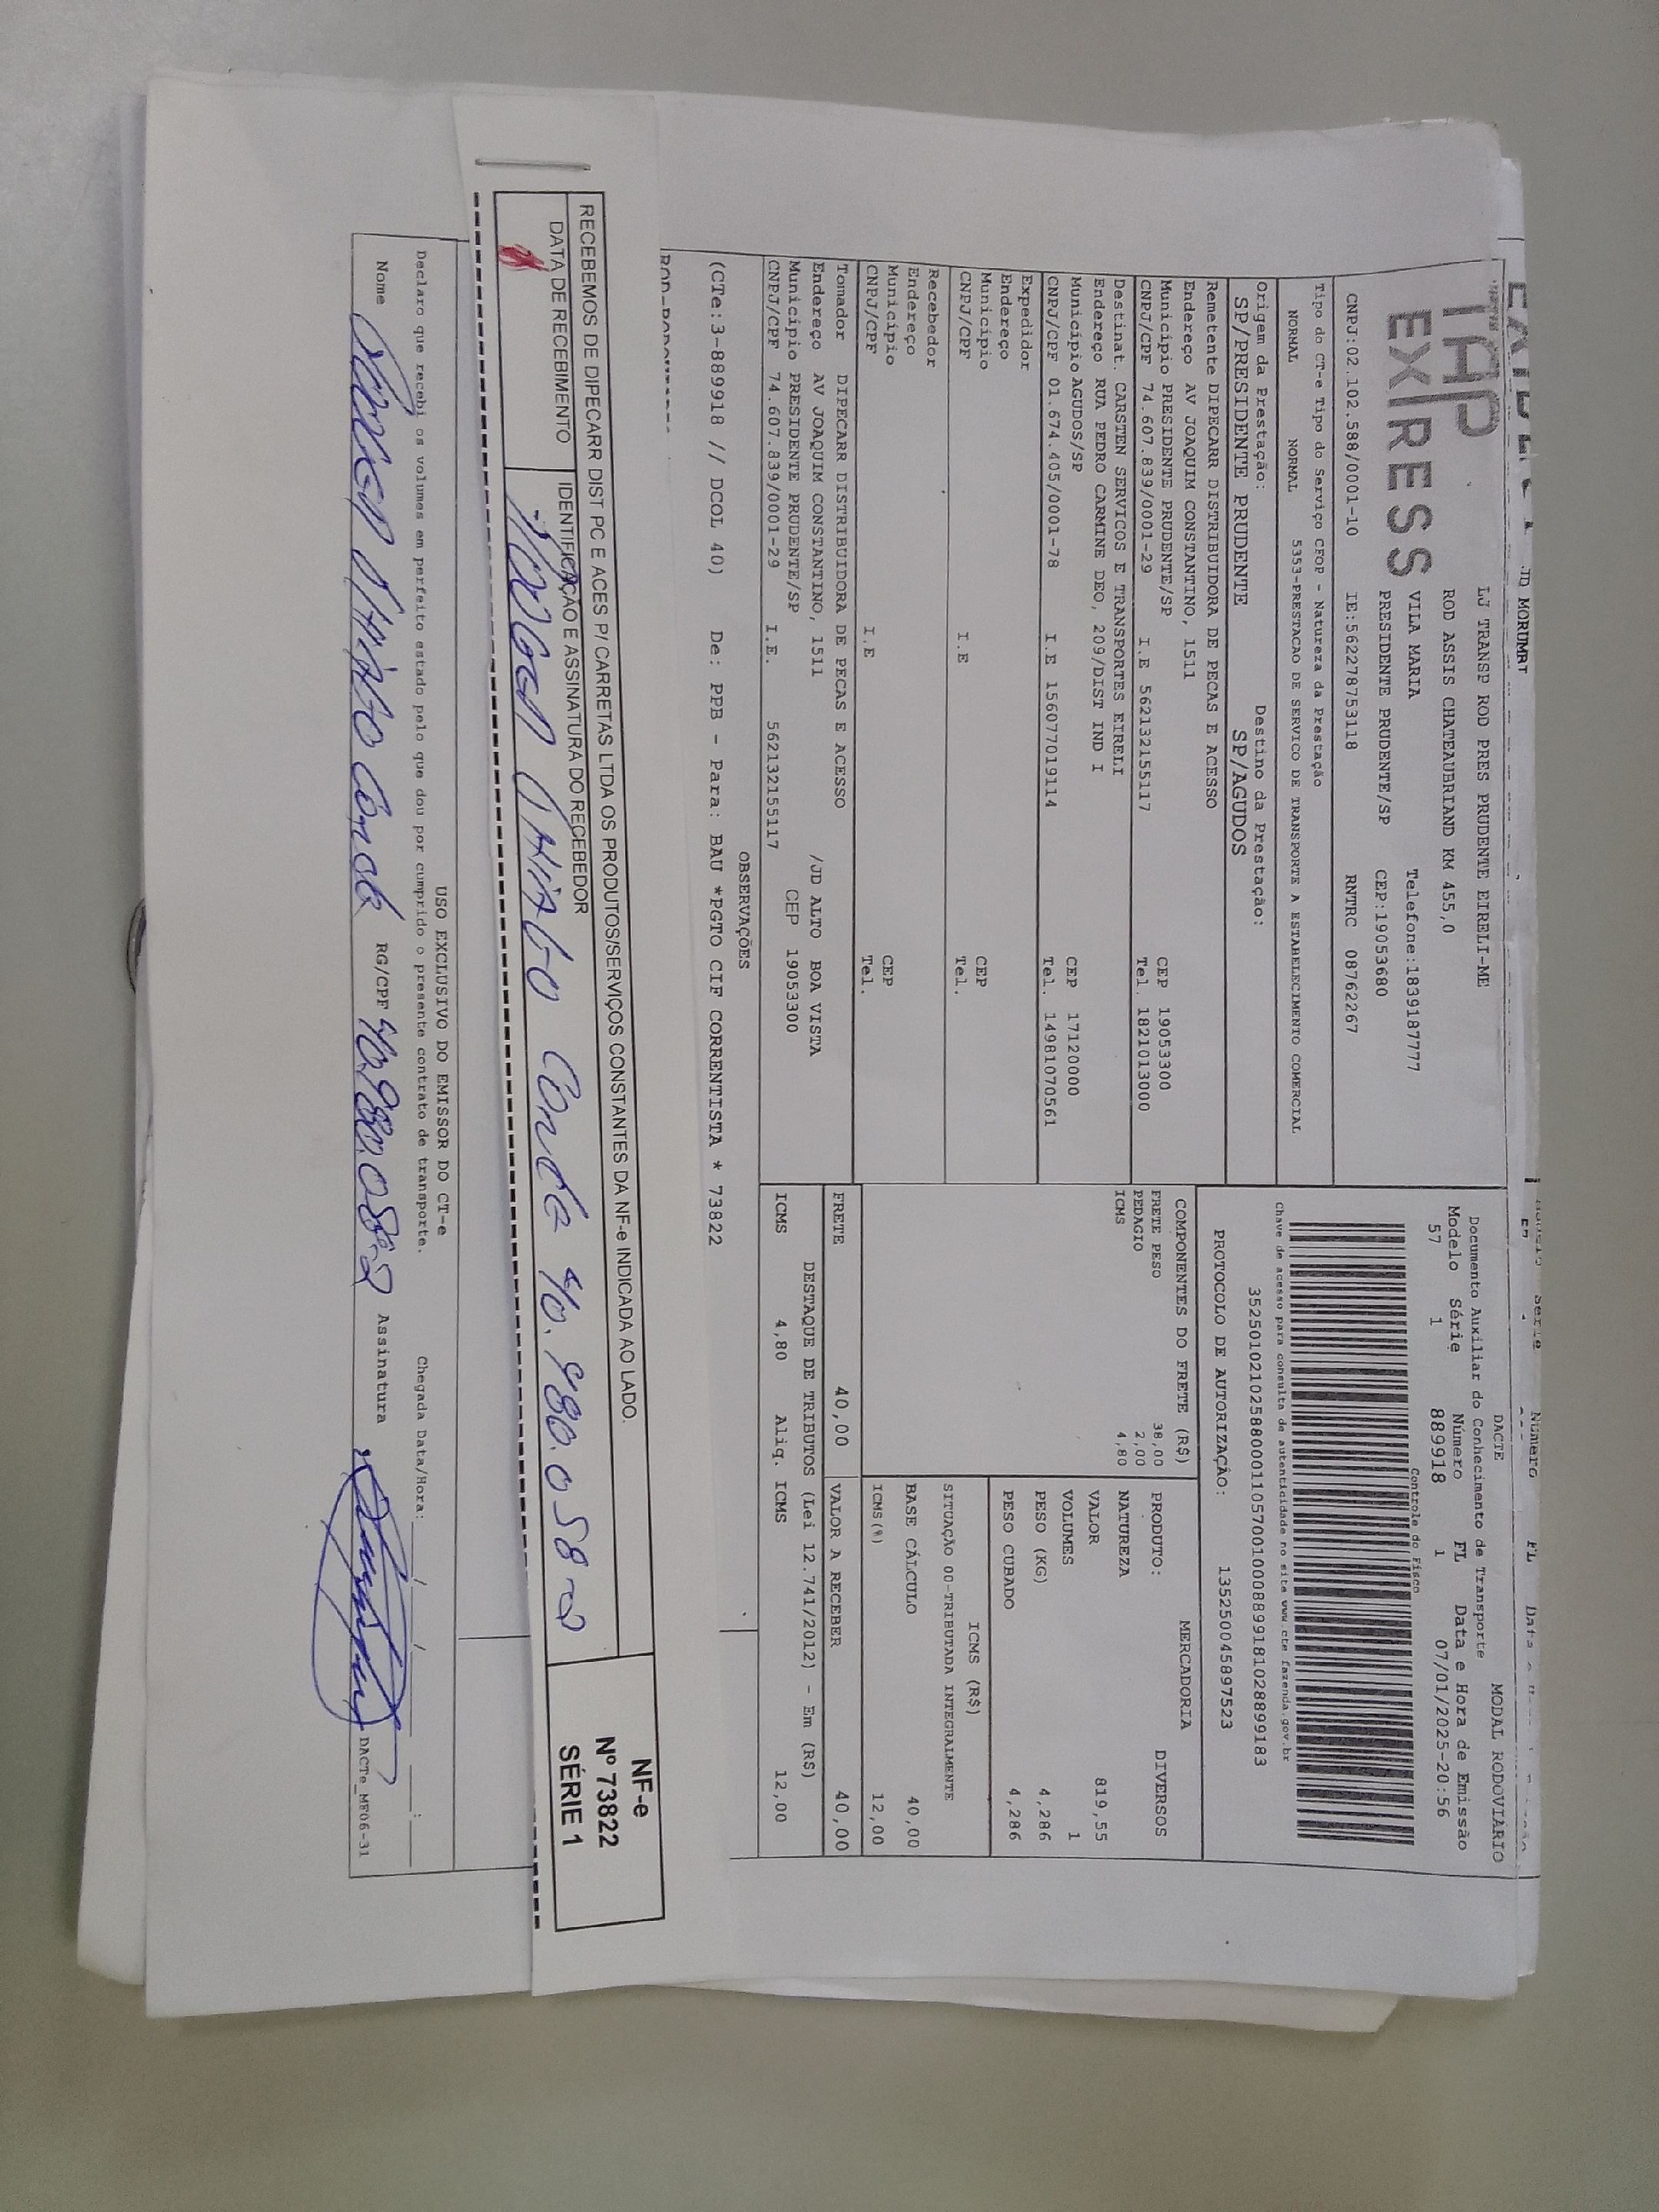 TAP
EXPRESS
LJ TRANSP ROD PRES PRUDENTE EIRELI-ME
ROD ASSIS CHATEAUBRIAND KM 455,0
VILA MARIA Telefone:1839187777
PRESIDENTE PRUDENTE/SP CEP:19053680
CNPJ:02.102.588/0001-10 IE:562278753118 RNTRC 08762267
DACTE MODAL RODOVIÁRIO
Documento Auxiliar do Conhecimento de Transporte
Modelo Série Número FL Data e Hora de Emissão
57 1 889918 1 07/01/2025-20:56
Controle do Fisco
Chave de acesso para consulta de autenticidade no site www.cte.fazenda.gov.br
35250102102588000110570010008899181028899183
PROTOCOLO DE AUTORIZAÇÃO: 135250045897523
Tipo do CT-e Tipo do Serviço CFOP - Natureza da Prestação
NORMAL NORMAL 5353-PRESTACAO DE SERVICO DE TRANSPORTE A ESTABELECIMENTO COMERCIAL
Origem da Prestação: Destino da Prestação:
SP/PRESIDENTE PRUDENTE SP/AGUDOS
Remetente DIPECARR DISTRIBUIDORA DE PECAS E ACESSO
Endereço AV JOAQUIM CONSTANTINO, 1511
Município PRESIDENTE PRUDENTE/SP CEP 19053300
CNPJ/CPF 74.607.839/0001-29 I.E 562132155117 Tel. 1821013000
Destinat. CARSTEN SERVICOS E TRANSPORTES EIRELI
Endereço RUA PEDRO CARMINE DEO, 209/DIST IND I
Município AGUDOS/SP CEP 17120000
CNPJ/CPF 01.674.405/0001-78 I.E 156077019114 Tel. 14981070561
Expedidor
Endereço
Município CEP
CNPJ/CPF I.E Tel.
Recebedor
Endereço
Município CEP
CNPJ/CPF I.E Tel.
Tomador DIPECARR DISTRIBUIDORA DE PECAS E ACESSO
Endereço AV JOAQUIM CONSTANTINO, 1511 /JD ALTO BOA VISTA
Município PRESIDENTE PRUDENTE/SP CEP 19053300
CNPJ/CPF 74.607.839/0001-29 I.E. 562132155117
COMPONENTES DO FRETE (R$)
FRETE PESO 38,00
PEDAGIO 2,00
ICMS 4,80
MERCADORIA
PRODUTO: DIVERSOS
NATUREZA
VALOR 819,55
VOLUMES 1
PESO (KG) 4,286
PESO CUBADO 4,286
ICMS (R$)
SITUAÇÃO 00-TRIBUTADA INTEGRALMENTE
BASE CÁLCULO 40,00
ICMS(%) 12,00
FRETE 40,00 VALOR A RECEBER 40,00
DESTAQUE DE TRIBUTOS (Lei 12.741/2012) - Em (R$)
ICMS 4,80 Aliq. ICMS 12,00
OBSERVAÇÕES
(CTe:3-889918 // DCOL 40) De: PPB - Para: BAU *PGTO CIF CORRENTISTA * 73822
RECEBEMOS DE DIPECARR DIST PC E ACES P/ CARRETAS LTDA OS PRODUTOS/SERVIÇOS CONSTANTES DA NF-e INDICADA AO LADO.
DATA DE RECEBIMENTO IDENTIFICAÇÃO E ASSINATURA DO RECEBEDOR
Conde 40.980.058-2
NF-e
Nº 73822
SÉRIE 1
USO EXCLUSIVO DO EMISSOR DO CT-e
Declaro que recebi os volumes em perfeito estado pelo que dou por cumprido o presente contrato de transporte. Chegada Data/Hora: / / :
Nome Conde RG/CPF 40.980.058-2 Assinatura
DACTe_MF06-31